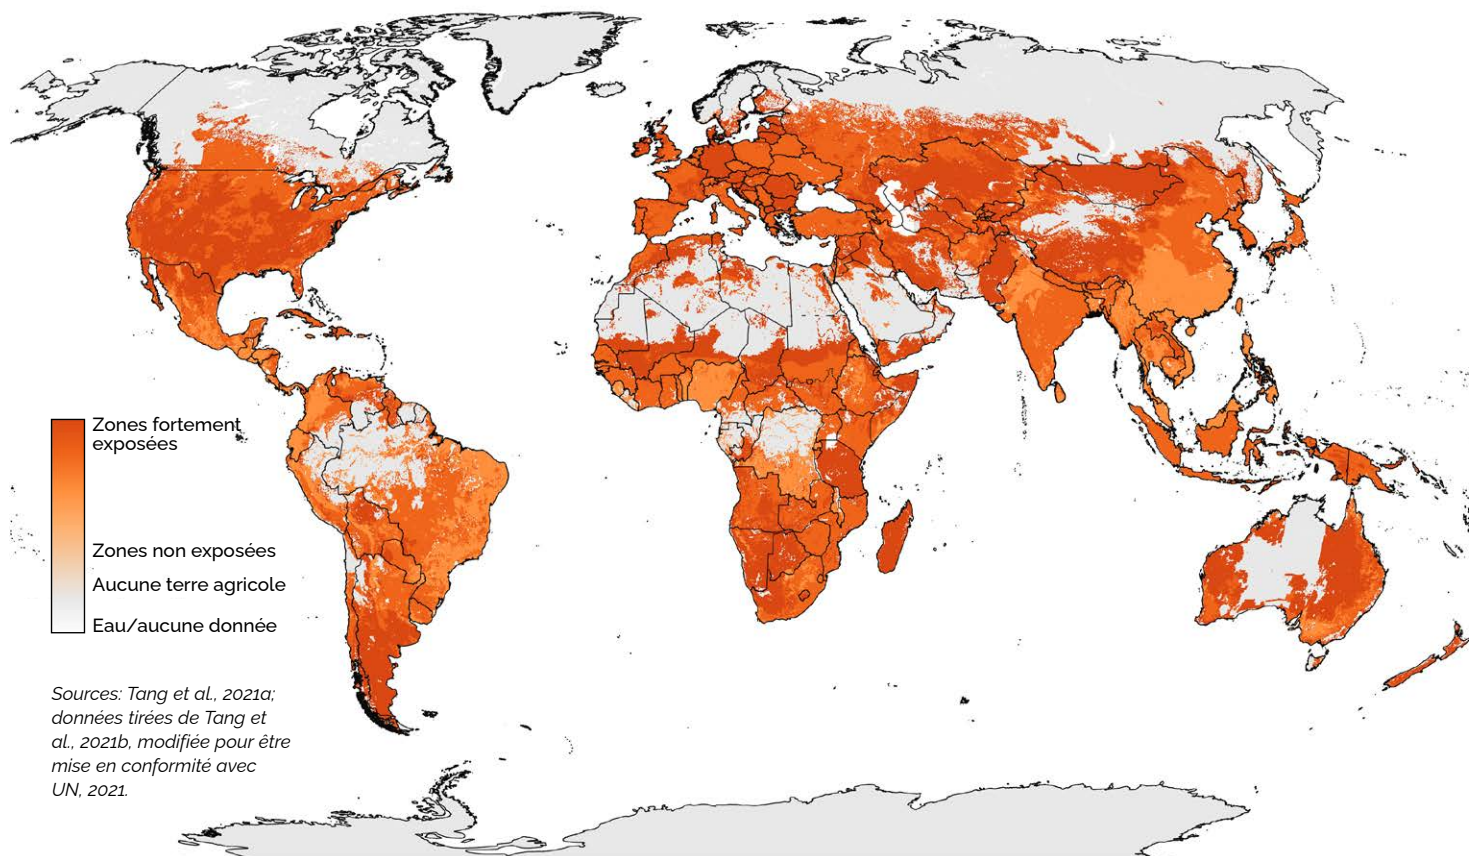 Zones fortement
exposées
Zones non exposées
Aucune terre agricole
Eau/aucune donnée
Sources: Tang et al., 2021a;
données tirées de Tang et
al., 2021b, modifiée pour être
mise en conformité avec
UN, 2021.